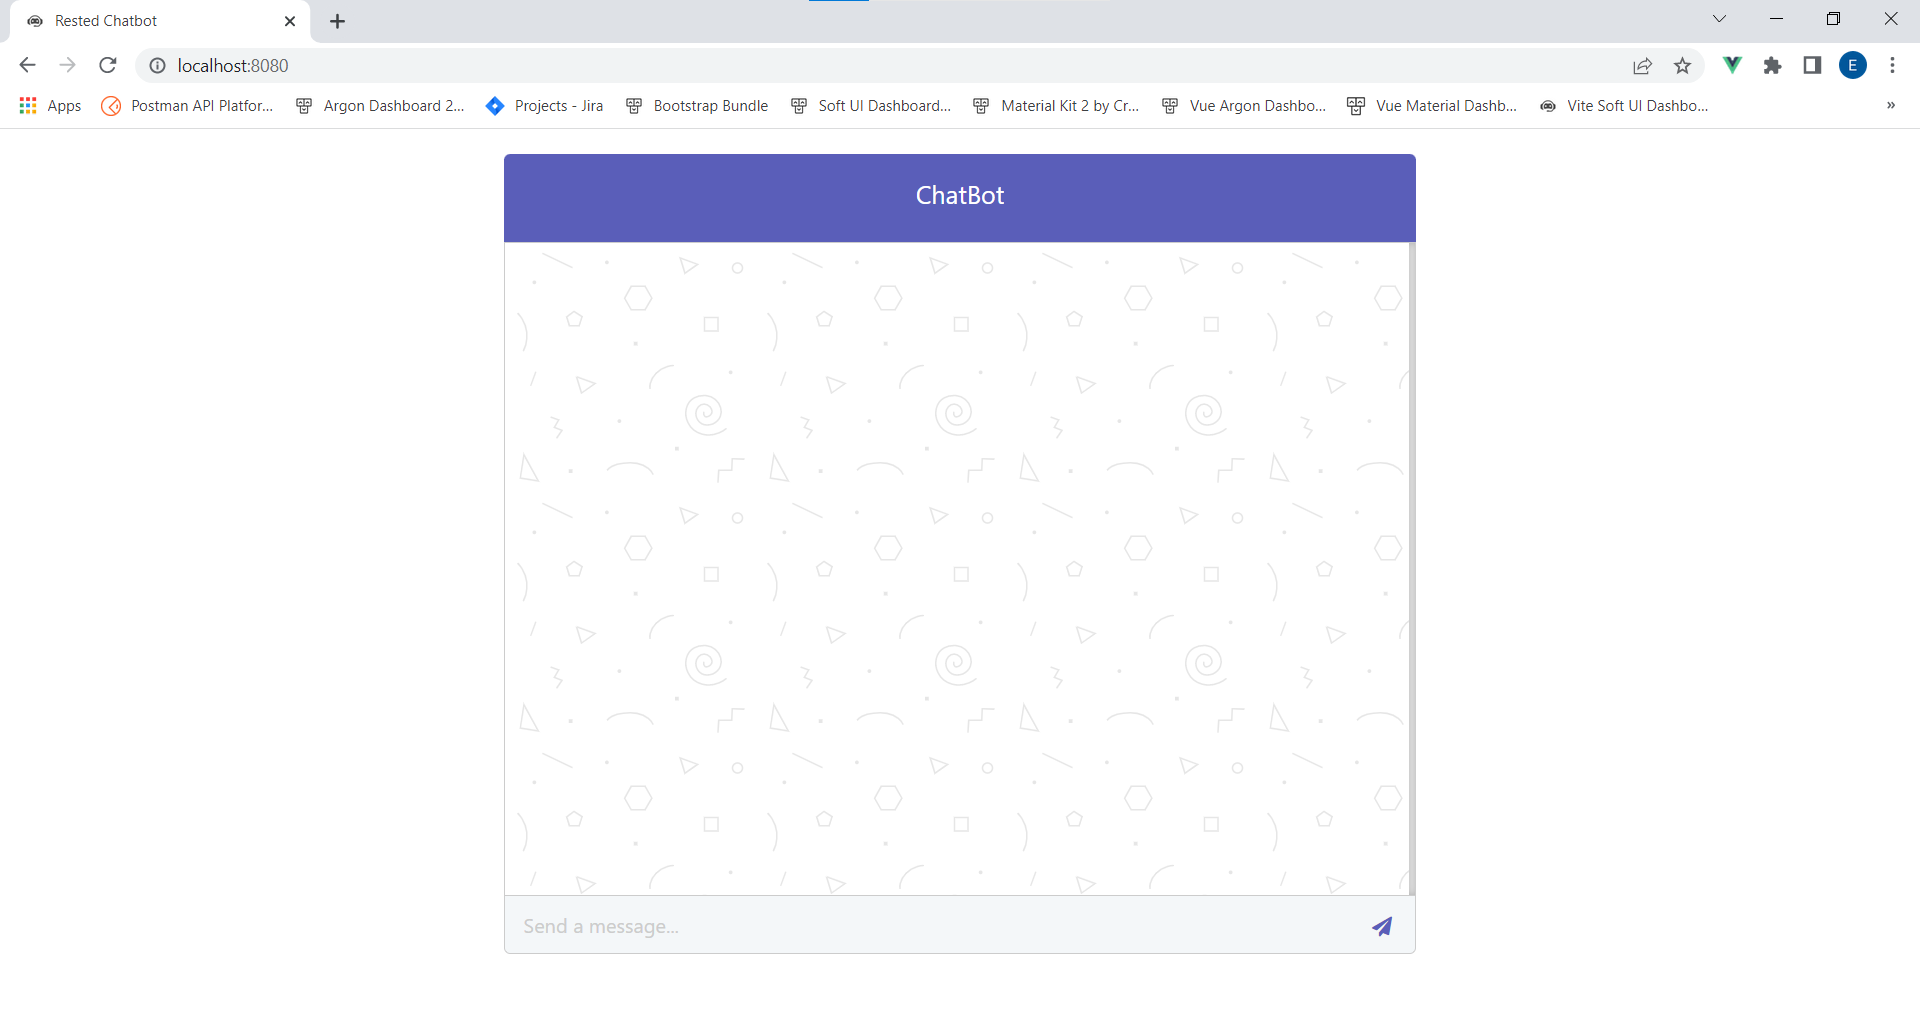 Rested Chatbot
localhost:8080
E
Apps Postman API Platfor... Argon Dashboard 2... Projects - Jira Bootstrap Bundle Soft UI Dashboard... Material Kit 2 by Cr... Vue Argon Dashbo... Vue Material Dashb... Vite Soft UI Dashbo... »
ChatBot
Send a message...